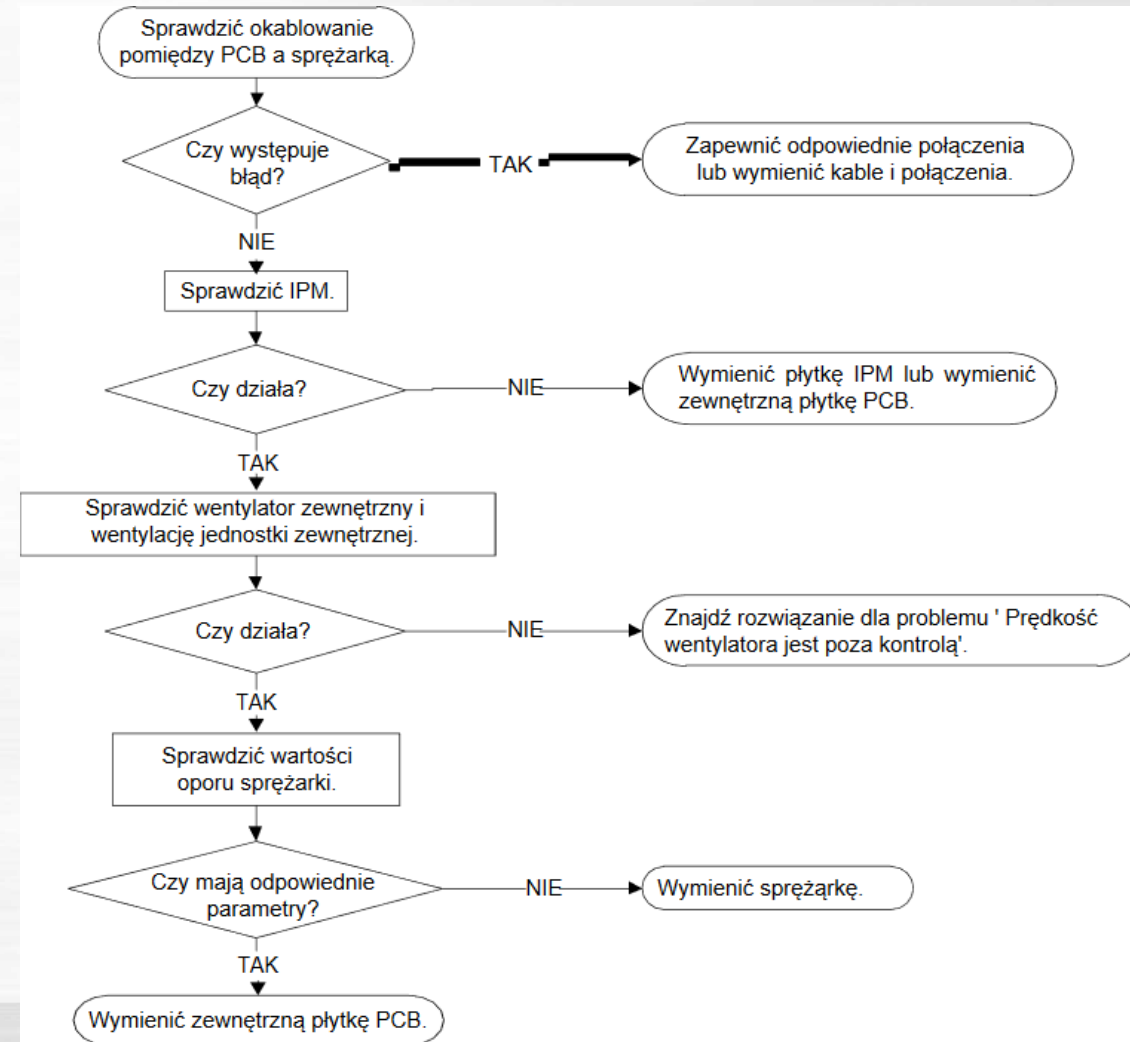 Sprawdzić okablowanie
pomiędzy PCB a sprężarką.
Czy występuje
błąd?
TAK
Zapewnić odpowiednie połączenia
lub wymienić kable i połączenia.
NIE
Sprawdzić IPM.
Czy działa?
NIE
Wymienić płytkę IPM lub wymienić
zewnętrzną płytkę PCB.
TAK
Sprawdzić wentylator zewnętrzny i
wentylację jednostki zewnętrznej.
Czy działa?
NIE
Znajdź rozwiązanie dla problemu ' Prędkość
wentylatora jest poza kontrolą'.
TAK
Sprawdzić wartości
oporu sprężarki.
Czy mają odpowiednie
parametry?
NIE
Wymienić sprężąrkę.
TAK
Wymienić zewnętrzną płytkę PCB.